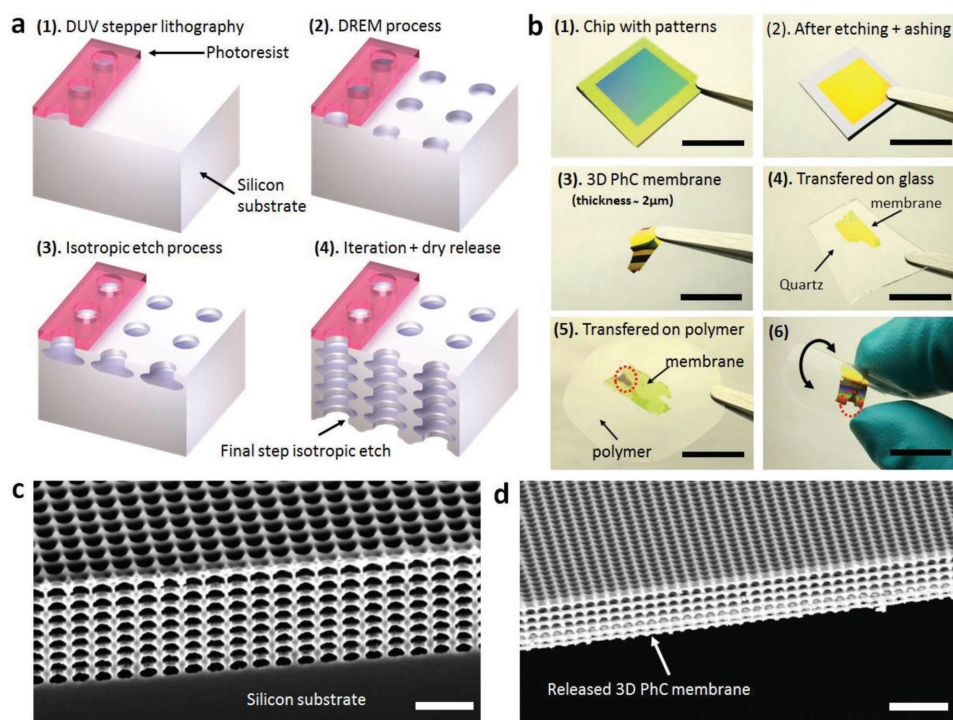 a
(1). DUV stepper lithography
Photoresist
Silicon
substrate
(2). DREM process
(3). Isotropic etch process
(4). Iteration + dry release
Final step isotropic etch
b
(1). Chip with patterns
(2). After etching + ashing
(3). 3D PhC membrane
(thickness ~ 2μm)
(4). Transfered on glass
membrane
Quartz
(5). Transfered on polymer
membrane
polymer
(6)
c
Silicon substrate
d
Released 3D PhC membrane